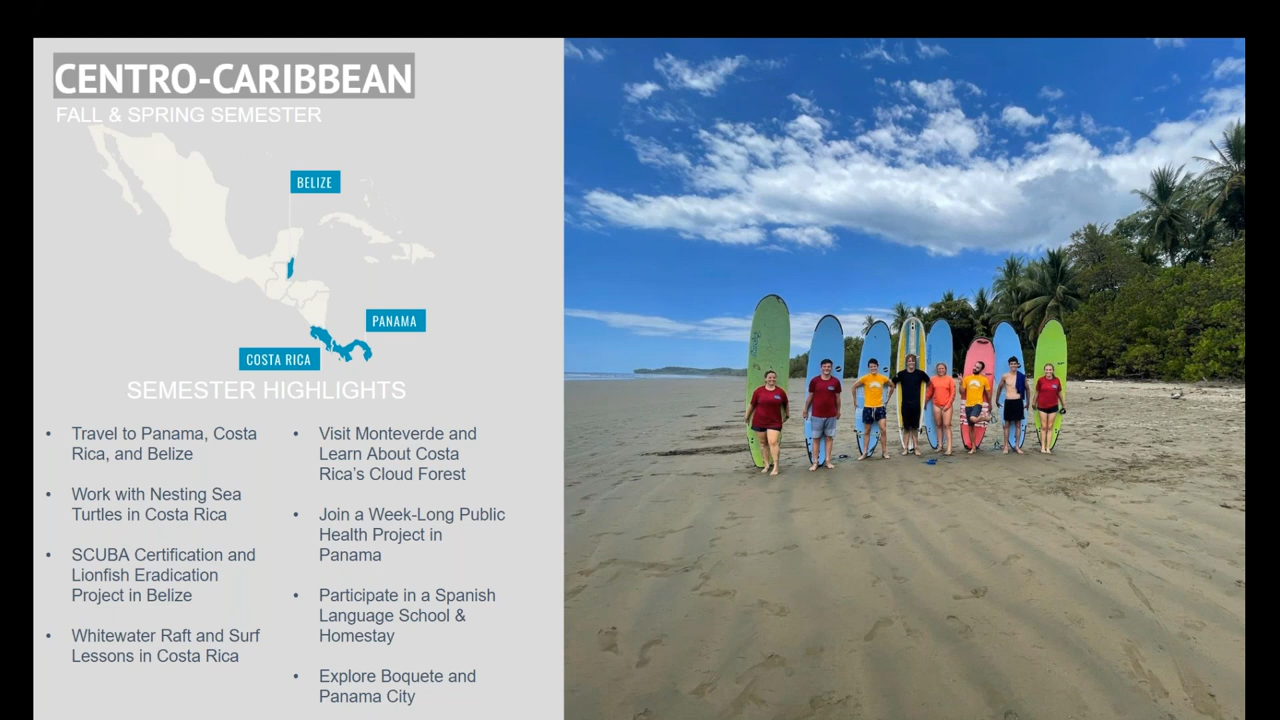 CENTRO-CARIBBEAN
FALL & SPRING SEMESTER
BELIZE
PANAMA
COSTA RICA
SEMESTER HIGHLIGHTS
• Travel to Panama, Costa
Rica, and Belize
• Work with Nesting Sea
Turtles in Costa Rica
• SCUBA Certification and
Lionfish Eradication
Project in Belize
• Whitewater Raft and Surf
Lessons in Costa Rica
• Visit Monteverde and
Learn About Costa
Rica's Cloud Forest
• Join a Week-Long Public
Health Project in
Panama
• Participate in a Spanish
Language School &
Homestay
• Explore Boquete and
Panama City